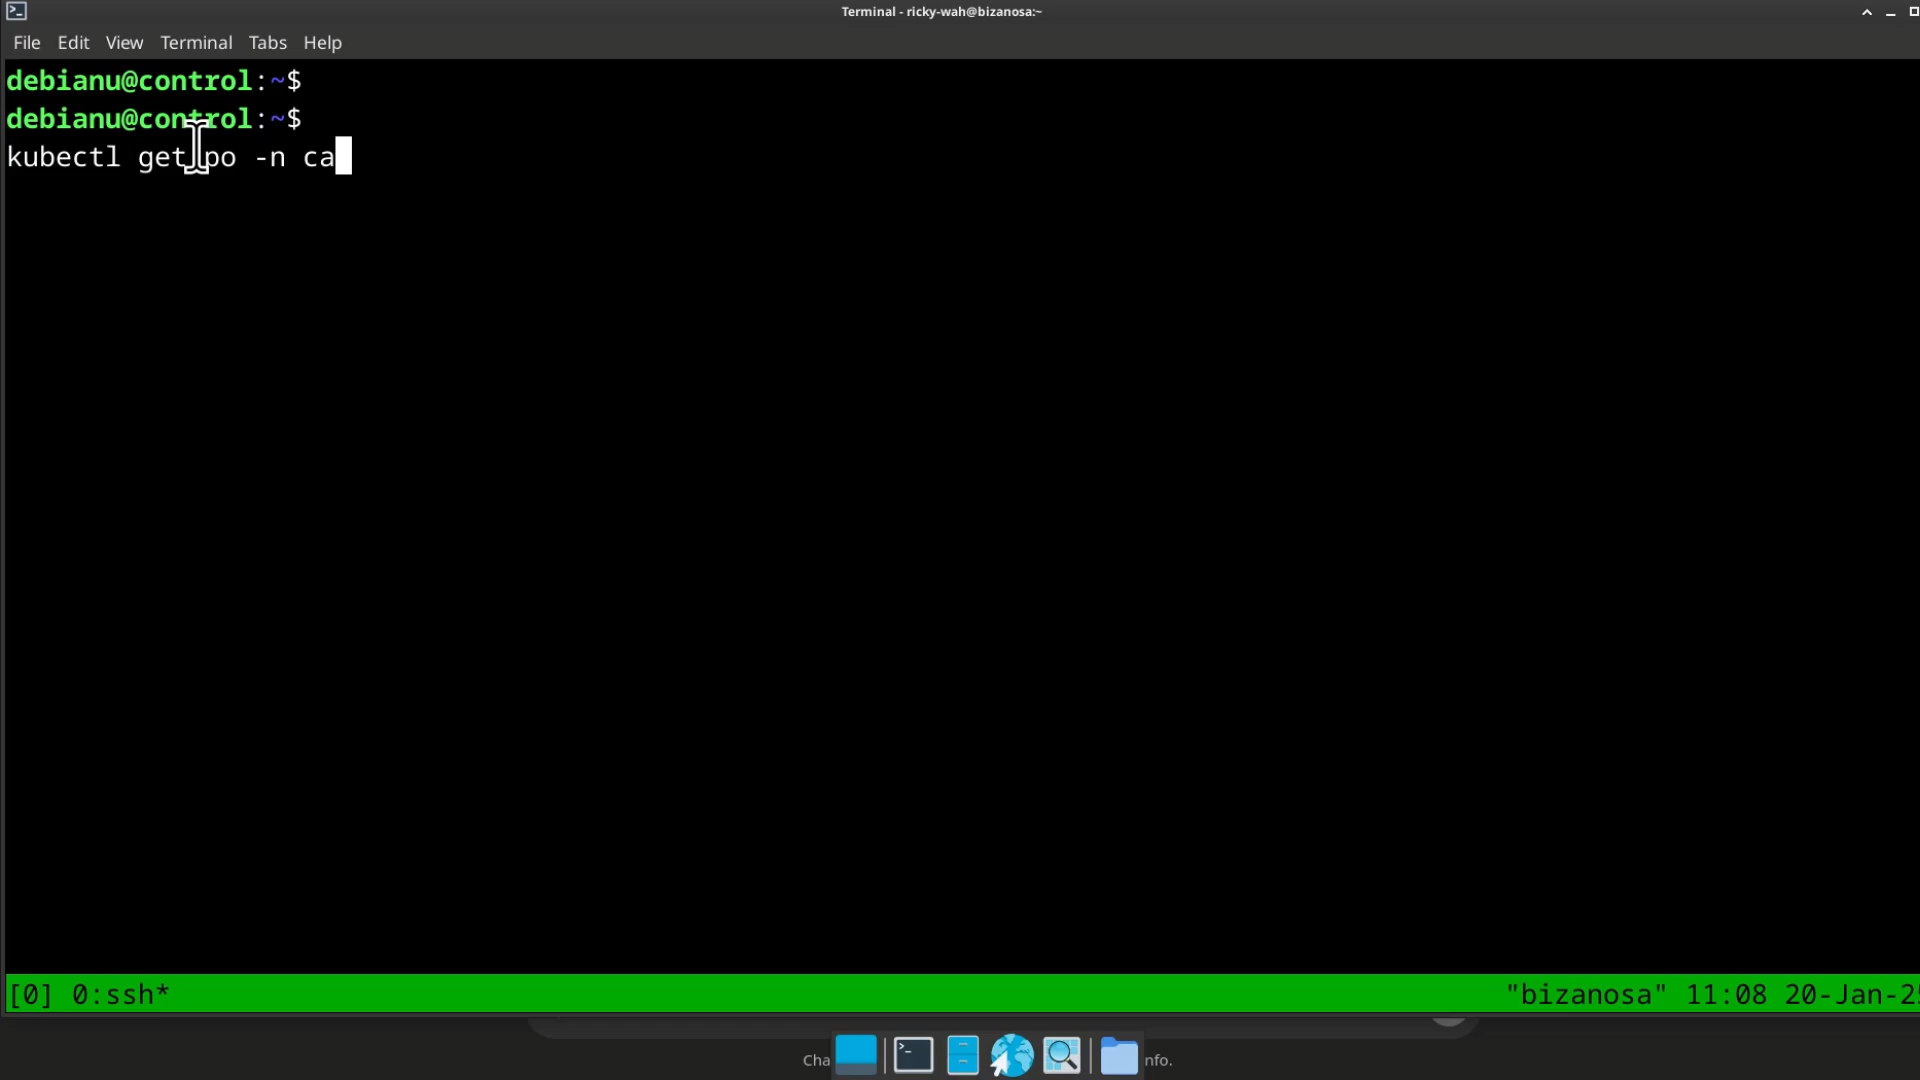 Terminal - ricky-wah@bizanosa:~
File Edit View Terminal Tabs Help
debianu@control:~$
debianu@control:~$
kubectl get po -n ca
[0] 0:ssh* "bizanosa" 11:08 20-Jan-25
Cha nfo.